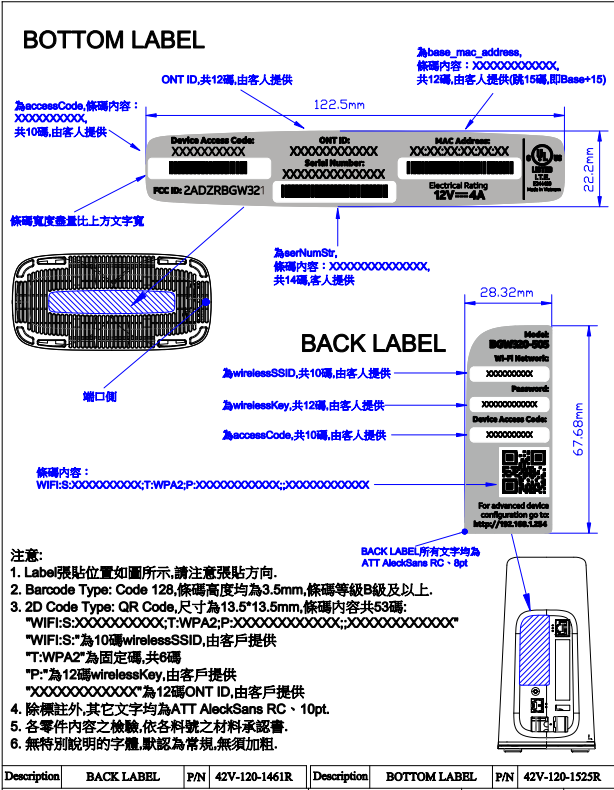 BOTTOM LABEL
為base_mac_address,
條碼內容：XXXXXXXXXXXXX,
共12碼,由客人提供(跳15碼,即Base+15)
ONT ID,共12碼,由客人提供
為accessCode,條碼內容：
XXXXXXXXXX,
共10碼,由客人提供
122.5mm
Device Access Code:
XXXXXXXXXX
ONT ID:
XXXXXXXXXXXX
MAC Address:
XX:XX:XX:XX:XX:XX
Serial Number:
XXXXXXXXXXXXXX
FCC ID: 2ADZRBGW321
Electrical Rating
12V 4A
UL
LISTED
I.T.E.
Made in Vietnam
22.2mm
條碼寬度盡量比上方文字寬
為serNumStr,
條碼內容：XXXXXXXXXXXXXX,
共14碼,客人提供
28.32mm
BACK LABEL
Model:
BGW320-505
Wi-Fi Network:
為wirelessSSID,共10碼,由客人提供
XXXXXXXXXX
Password:
為wirelessKey,共12碼,由客人提供
XXXXXXXXXXXX
Device Access Code:
為accessCode,共10碼,由客人提供
XXXXXXXXXX
67.68mm
端口側
條碼內容：
WIFI:S:XXXXXXXXXX;T:WPA2;P:XXXXXXXXXXXX;;XXXXXXXXXXXX
For advanced device
configuration go to:
http://192.168.1.254
BACK LABEL所有文字均為
ATT AleckSans RC、8pt
注意:
1. Label張貼位置如圖所示,請注意張貼方向.
2. Barcode Type: Code 128,條碼高度均為3.5mm,條碼等級B級及以上.
3. 2D Code Type: QR Code,尺寸為13.5*13.5mm,條碼內容共53碼:
"WIFI:S:XXXXXXXXXX;T:WPA2;P:XXXXXXXXXXXX;;XXXXXXXXXXXX"
"WIFI:S:"為10碼wirelessSSID,由客戶提供
"T:WPA2"為固定碼,共6碼
"P:"為12碼wirelessKey,由客戶提供
"XXXXXXXXXXXX"為12碼ONT ID,由客戶提供
4. 除標註外,其它文字均為ATT AleckSans RC、10pt.
5. 各零件內容之檢驗,依各料號之材料承認書.
6. 無特別說明的字體,默認為常規,無須加粗.
Description BACK LABEL P/N 42V-120-1461R Description BOTTOM LABEL P/N 42V-120-1525R